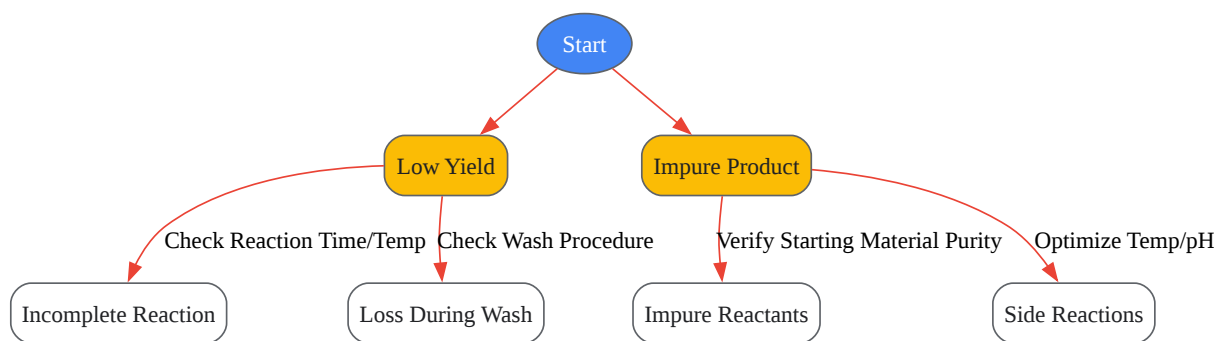 Start
Low Yield
Impure Product
Check Reaction Time/Temp
Check Wash Procedure
Verify Starting Material Purity
Optimize Temp/pH
Incomplete Reaction
Loss During Wash
Impure Reactants
Side Reactions